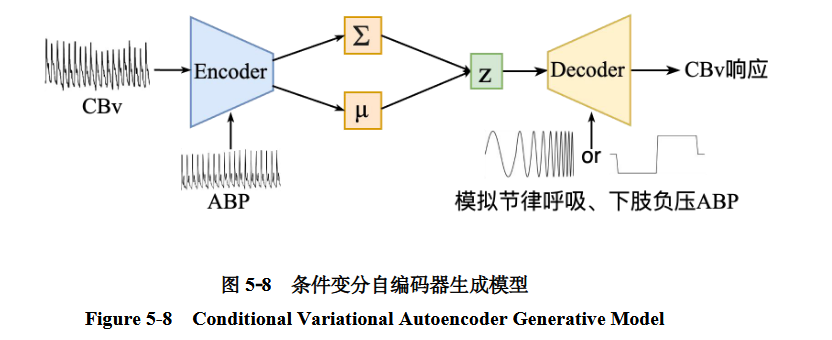 Σ
Encoder
z
Decoder
CBv响应
CBv
μ
or
ABP
模拟节律呼吸、下肢负压ABP
图 5-8 条件变分自编码器生成模型
Figure 5-8 Conditional Variational Autoencoder Generative Model